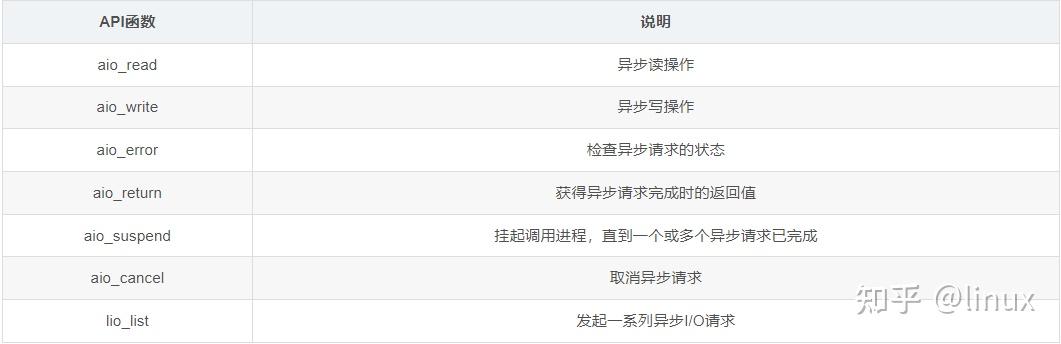 API函数 说明
aio_read 异步读操作
aio_write 异步写操作
aio_error 检查异步请求的状态
aio_return 获得异步请求完成时的返回值
aio_suspend 挂起调用进程，直到一个或多个异步请求已完成
aio_cancel 取消异步请求
lio_list 发起一系列异步I/O请求
知乎 @linux